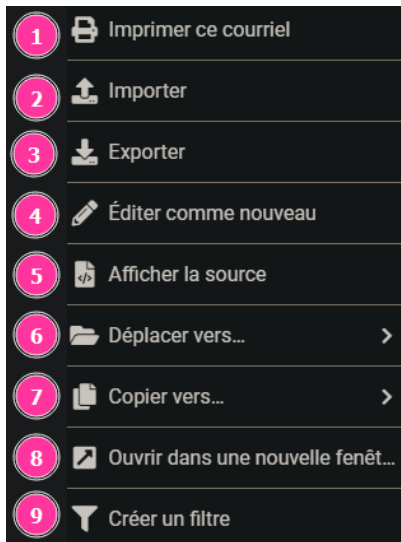 1 Imprimer ce courriel
2 Importer
3 Exporter
4 Éditer comme nouveau
5 Afficher la source
6 Déplacer vers...
7 Copier vers...
8 Ouvrir dans une nouvelle fenêt...
9 Créer un filtre